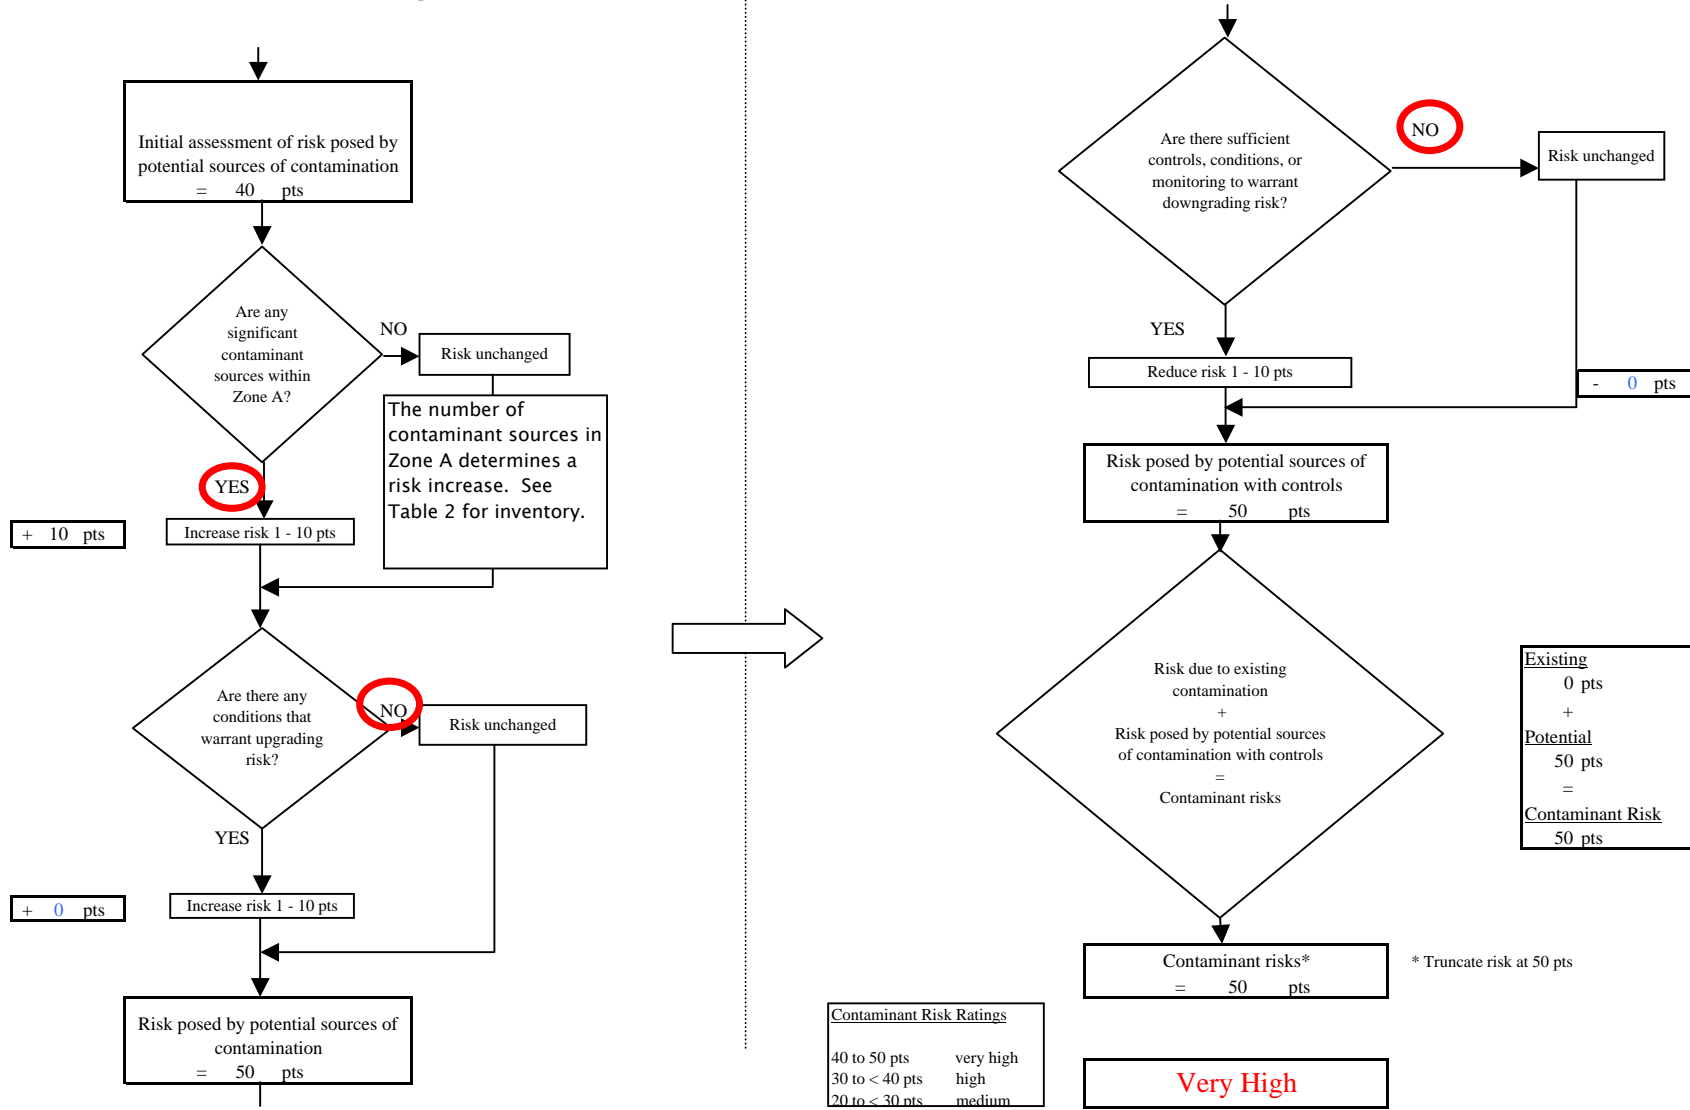 Initial assessment of risk posed by
potential sources of contamination
= 40 pts
Are any
significant
contaminant
sources within
Zone A?
NO
Risk unchanged
The number of
contaminant sources in
Zone A determines a
risk increase. See
Table 2 for inventory.
YES
+ 10 pts
Increase risk 1 - 10 pts
Are there any
conditions that
warrant upgrading
risk?
NO
Risk unchanged
YES
+ 0 pts
Increase risk 1 - 10 pts
Risk posed by potential sources of
contamination
= 50 pts
Are there sufficient
controls, conditions, or
monitoring to warrant
downgrading risk?
NO
Risk unchanged
YES
Reduce risk 1 - 10 pts
- 0 pts
Risk posed by potential sources of
contamination with controls
= 50 pts
Risk due to existing
contamination
+
Risk posed by potential sources
of contamination with controls
=
Contaminant risks
Existing
0 pts
+
Potential
50 pts
=
Contaminant Risk
50 pts
Contaminant risks*
= 50 pts
* Truncate risk at 50 pts
Contaminant Risk Ratings
40 to 50 pts very high
30 to < 40 pts high
20 to < 30 pts medium
Very High